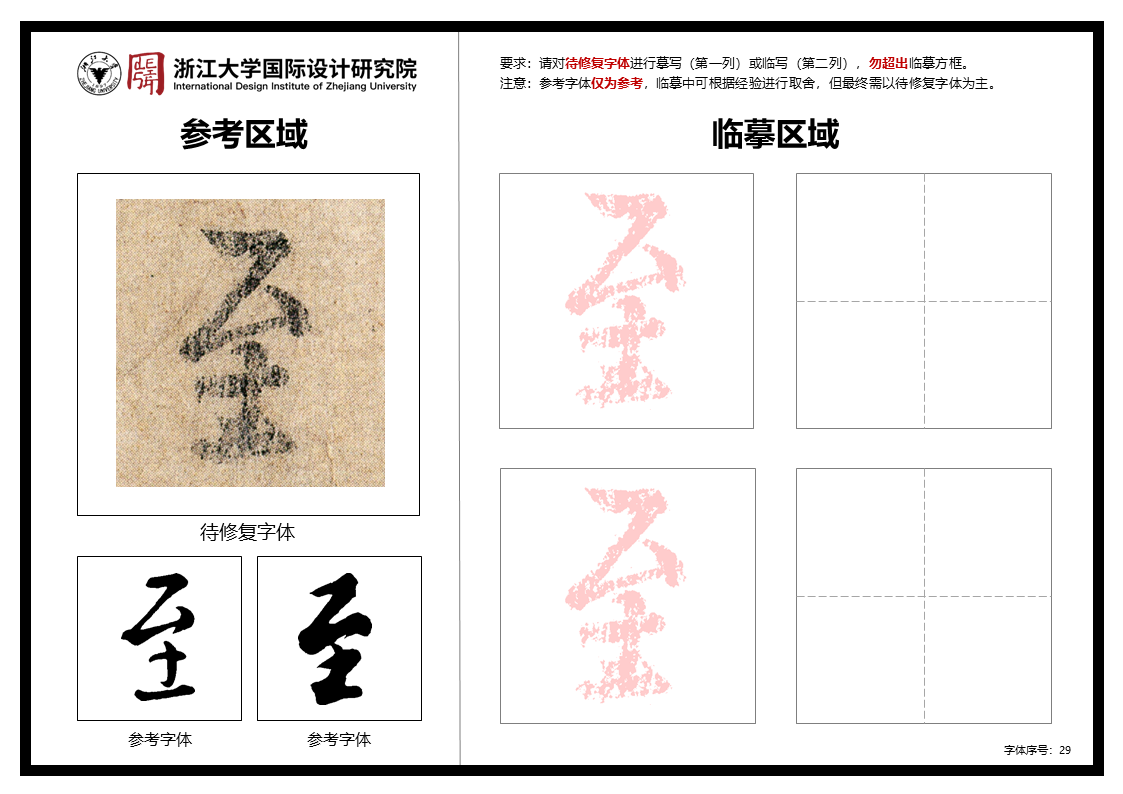 浙江大学国际设计研究院
International Design Institute of Zhejiang University
参考区域
至
待修复字体
至
至
参考字体
参考字体
要求：请对待修复字体进行摹写（第一列）或临写（第二列），勿超出临摹方框。
注意：参考字体仅为参考，临摹中可根据经验进行取舍，但最终需以待修复字体为主。
临摹区域
至
至
字体序号：29